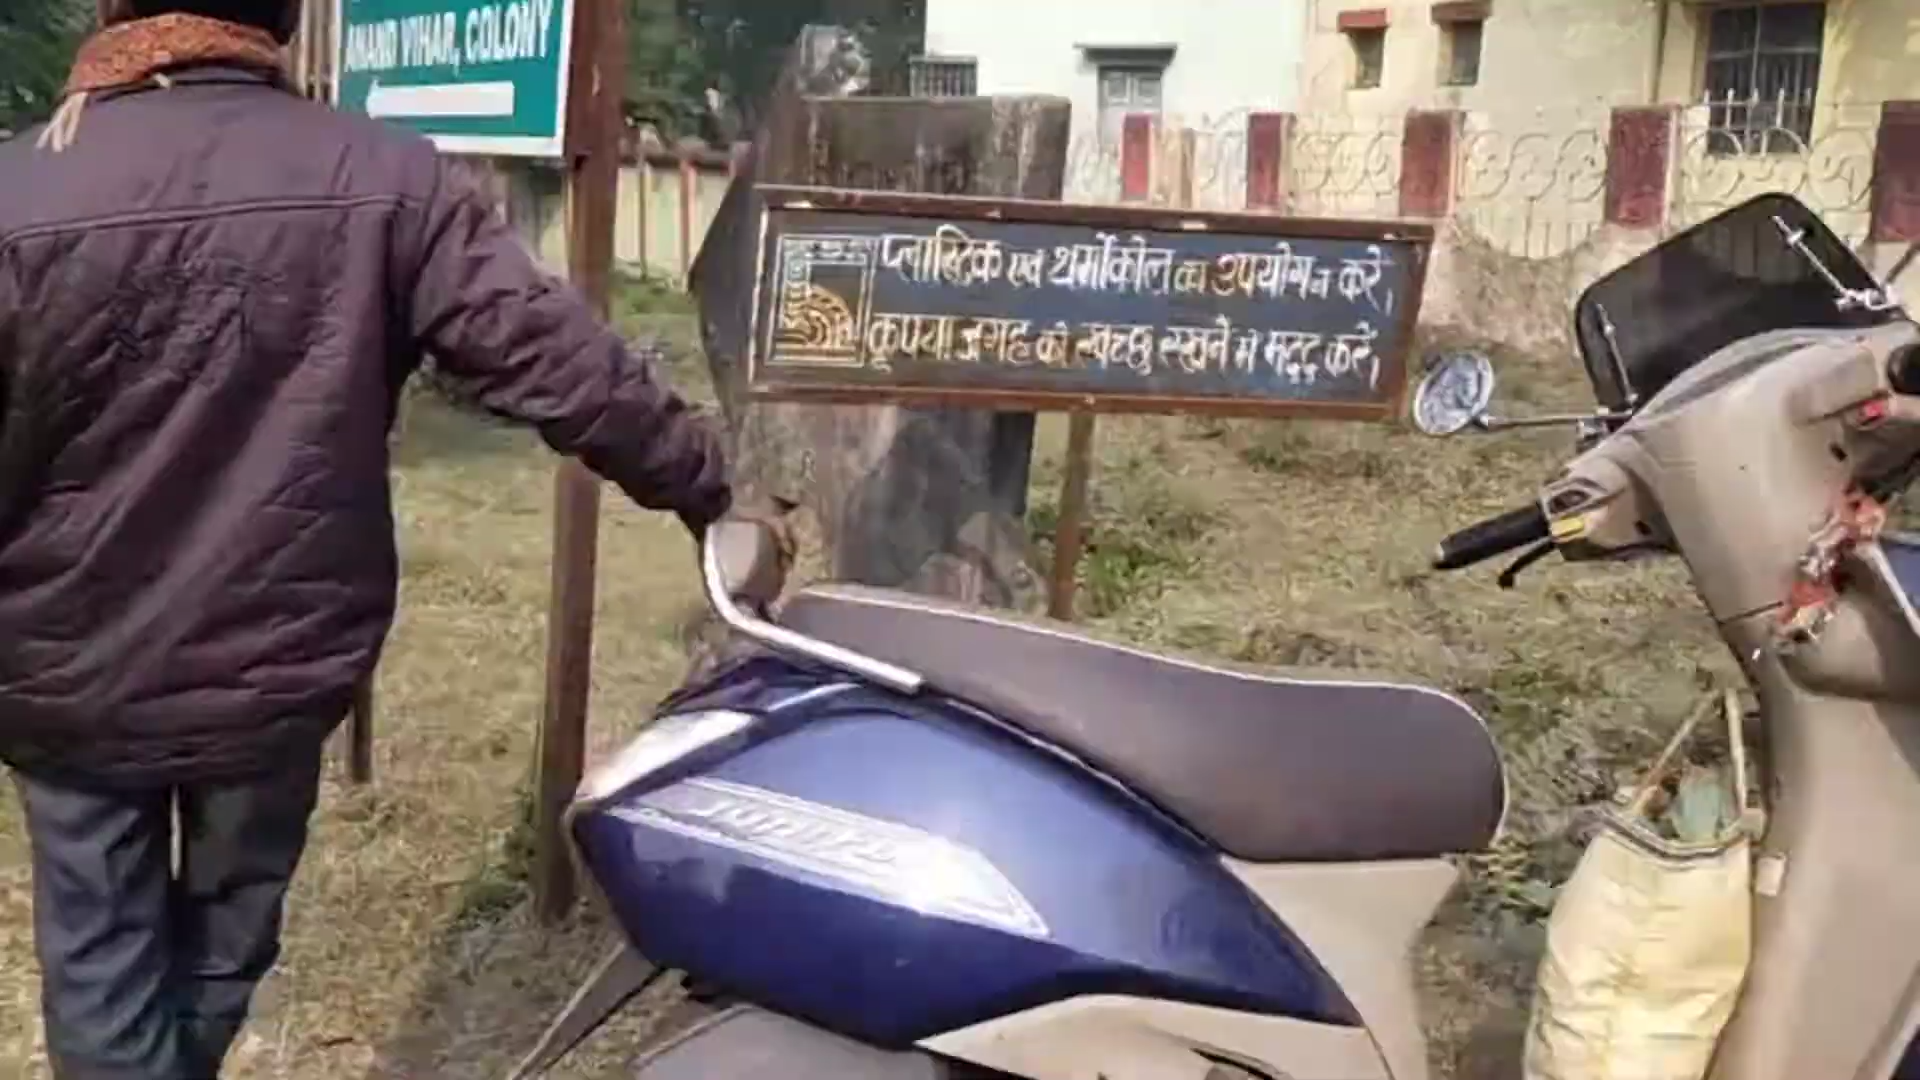 ANAND VIHAR, COLONY
प्लास्टिक एवं थर्मोकोल का उपयोग न करें,
कृपया जगह को स्वच्छ रखने में मदद करें।
JUPITER